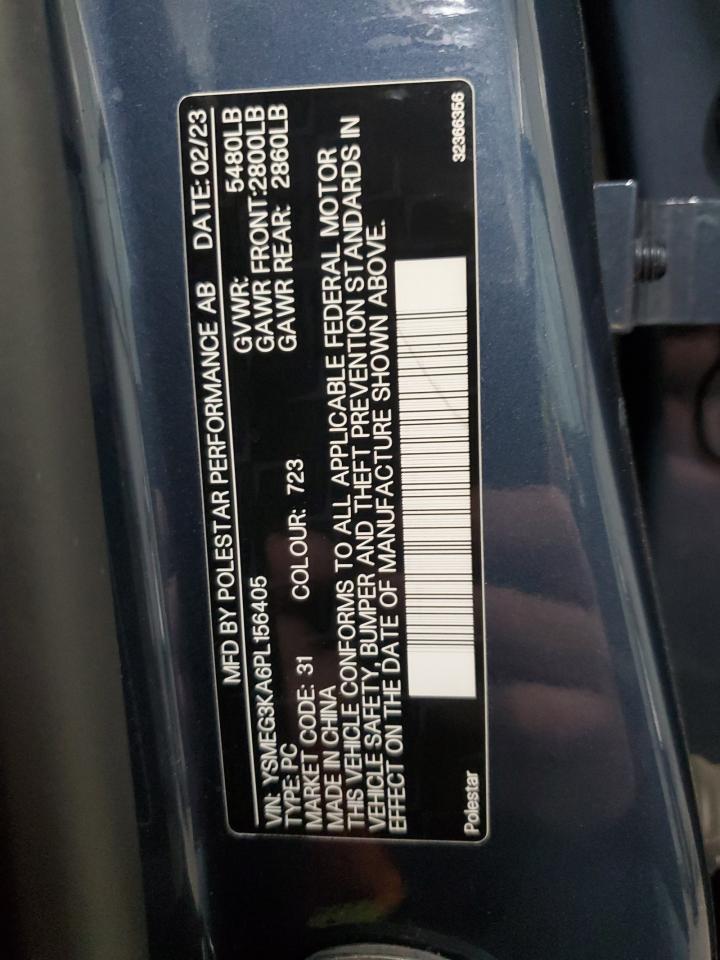 MFD BY POLESTAR PERFORMANCE AB DATE: 02/23
VIN: YSMEG3KA6PL156405 GVWR: 5480LB
TYPE: PC GAWR FRONT:2800LB
MARKET CODE: 31 COLOUR: 723 GAWR REAR: 2860LB
MADE IN CHINA
THIS VEHICLE CONFORMS TO ALL APPLICABLE FEDERAL MOTOR
VEHICLE SAFETY, BUMPER AND THEFT PREVENTION STANDARDS IN
EFFECT ON THE DATE OF MANUFACTURE SHOWN ABOVE.
Polestar 32366356